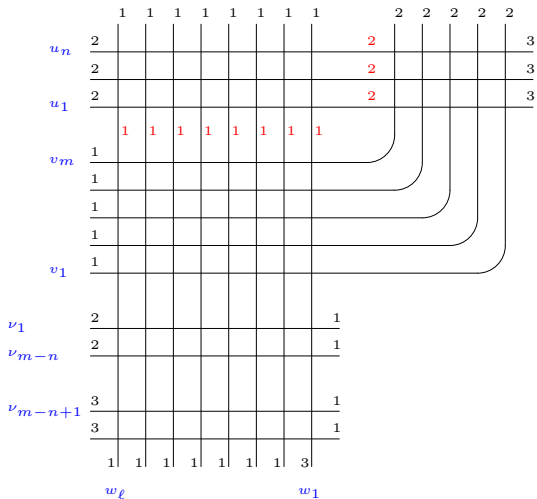 1 1 1 1 1 1 1 1 2 2 2 2 2
u_n 2 2 3
2 2 3
u_1 2 2 3
1 1 1 1 1 1 1 1
v_m 1
1
1
1
v_1 1
ν_1 2 1
ν_{m-n} 2 1
ν_{m-n+1} 3 1
3 1
1 1 1 1 1 1 1 3
w_ℓ w_1